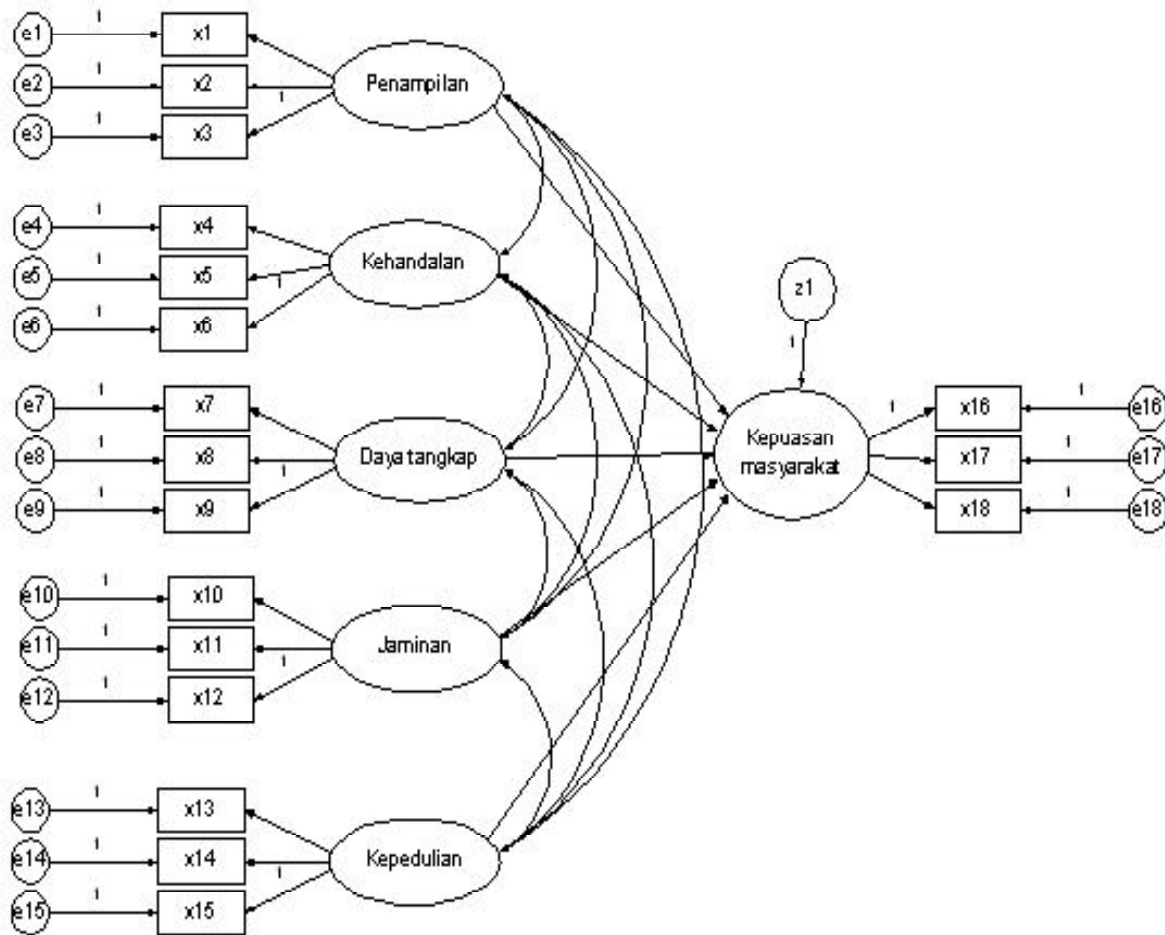 e1 1 x1
e2 1 x2
e3 1 x3
1
Penampilan
e4 1 x4
e5 1 x5
e6 1 x6
1
Kehandalan
z1
1
e7 1 x7
e8 1 x8
e9 1 x9
1
Daya tangkap
Kepuasan
masyarakat
1 x16 1 e16
x17 1 e17
x18 1 e18
e10 1 x10
e11 1 x11
e12 1 x12
1
Jaminan
e13 1 x13
e14 1 x14
e15 1 x15
1
Kepedulian